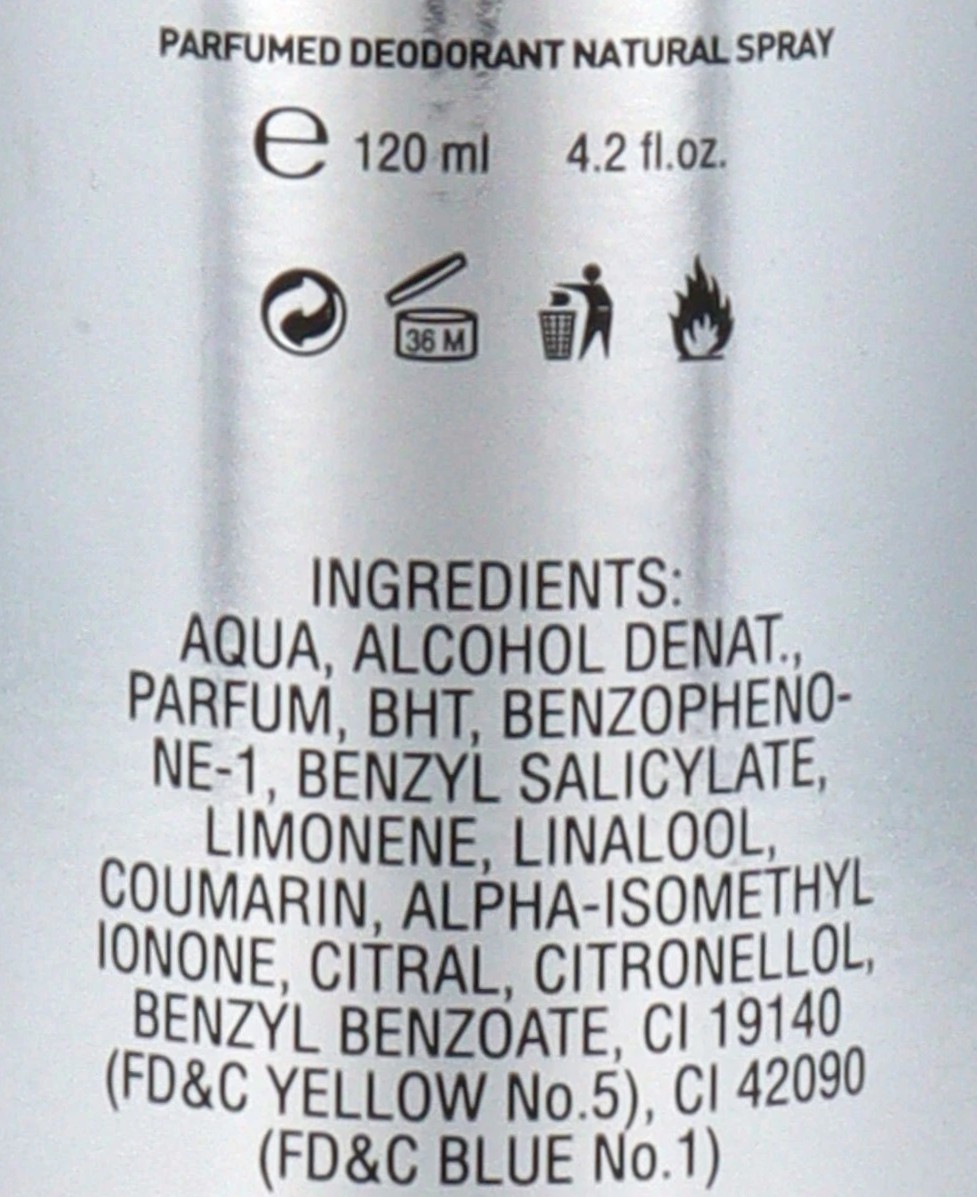 PARFUMED DEODORANT NATURAL SPRAY
℮ 120 ml 4.2 fl.oz.
36 M
INGREDIENTS:
AQUA, ALCOHOL DENAT.,
PARFUM, BHT, BENZOPHENO-
NE-1, BENZYL SALICYLATE,
LIMONENE, LINALOOL,
COUMARIN, ALPHA-ISOMETHYL
IONONE, CITRAL, CITRONELLOL,
BENZYL BENZOATE, CI 19140
(FD&C YELLOW No.5), CI 42090
(FD&C BLUE No.1)